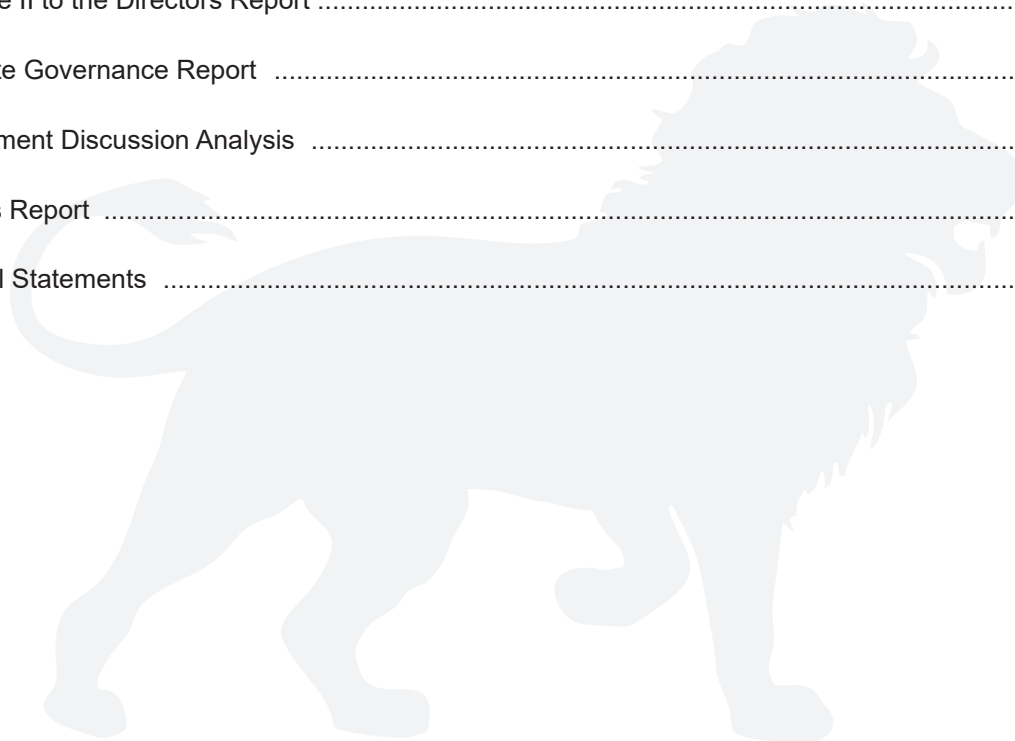 e II to the Directors Report ........................................................................................................
te Governance Report ........................................................................................................
ment Discussion Analysis ........................................................................................................
s Report ........................................................................................................
l Statements ........................................................................................................